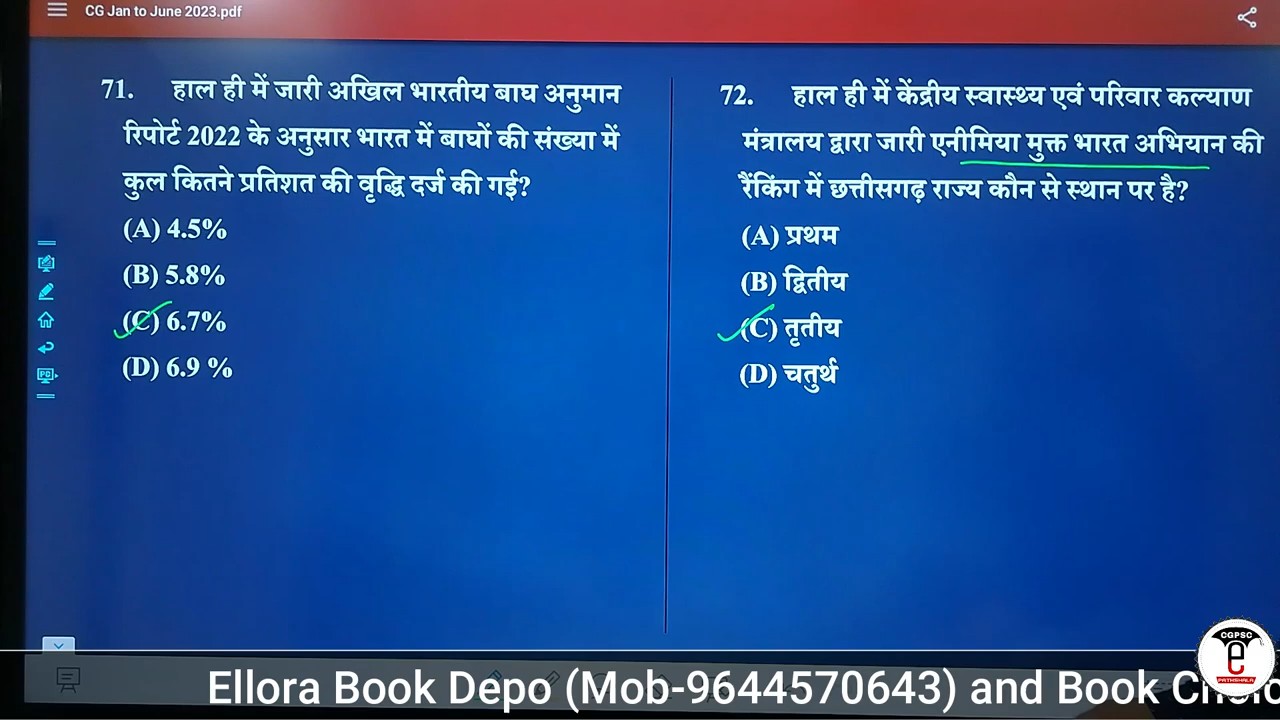 CG Jan to June 2023.pdf
71. हाल ही में जारी अखिल भारतीय बाघ अनुमान
रिपोर्ट 2022 के अनुसार भारत में बाघों की संख्या में
कुल कितने प्रतिशत की वृद्धि दर्ज की गई?
(A) 4.5%
(B) 5.8%
(C) 6.7%
(D) 6.9 %
72. हाल ही में केंद्रीय स्वास्थ्य एवं परिवार कल्याण
मंत्रालय द्वारा जारी एनीमिया मुक्त भारत अभियान की
रैंकिंग में छत्तीसगढ़ राज्य कौन से स्थान पर है?
(A) प्रथम
(B) द्वितीय
(C) तृतीय
(D) चतुर्थ
CGPSC
e
PATHSHALA
Ellora Book Depo (Mob-9644570643) and Book